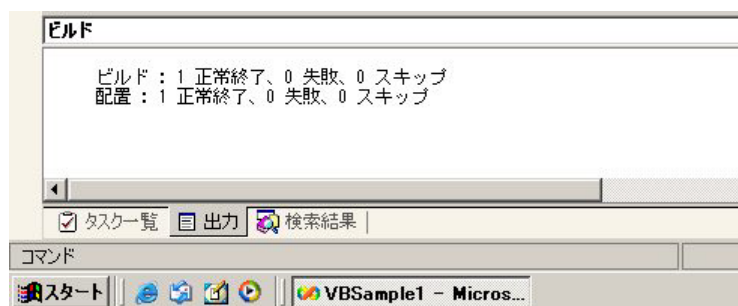 ビルド
ビルド : 1 正常終了、0 失敗、0 スキップ
配置 : 1 正常終了、0 失敗、0 スキップ
タスク一覧 出力 検索結果
コマンド
スタート VBSample1 - Micros...